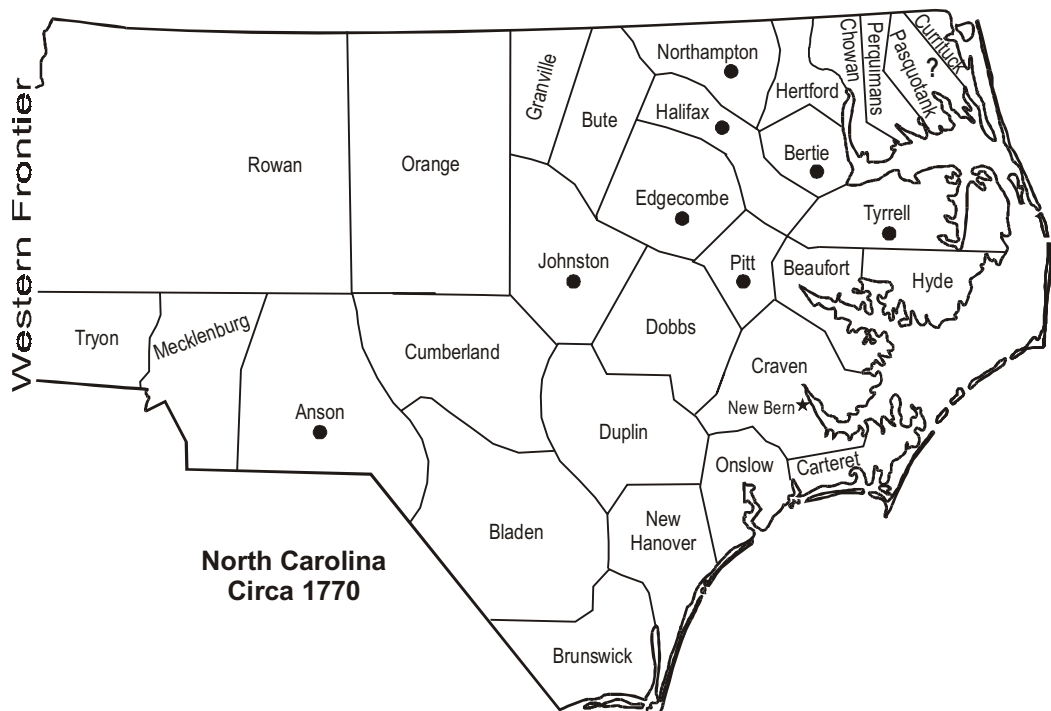 Western Frontier
Northampton
Chowan
Perquimans
Pasquotank
Currituck
?
Granville
Bute
Halifax
Hertford
Bertie
Rowan
Orange
Edgecombe
Tyrrell
Johnston
Pitt
Beaufort
Hyde
Tryon
Mecklenburg
Cumberland
Dobbs
Craven
New Bern
Anson
Duplin
Onslow
Carteret
Bladen
New
Hanover
North Carolina
Circa 1770
Brunswick